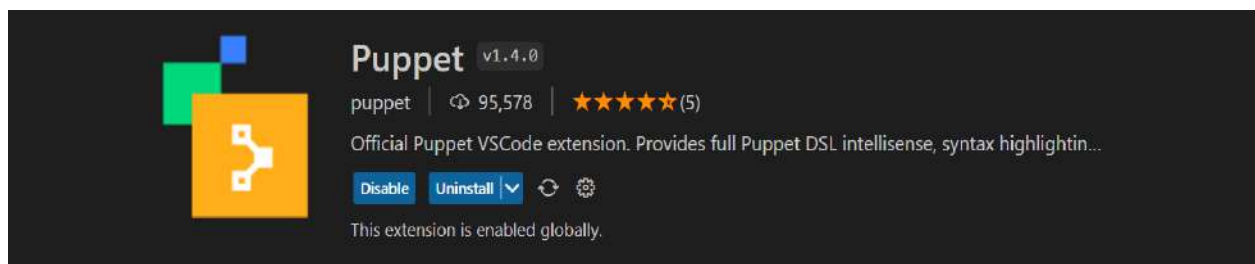 Puppet v1.4.0
puppet 95,578 (5)
Official Puppet VSCode extension. Provides full Puppet DSL intellisense, syntax highlightin...
Disable Uninstall
This extension is enabled globally.